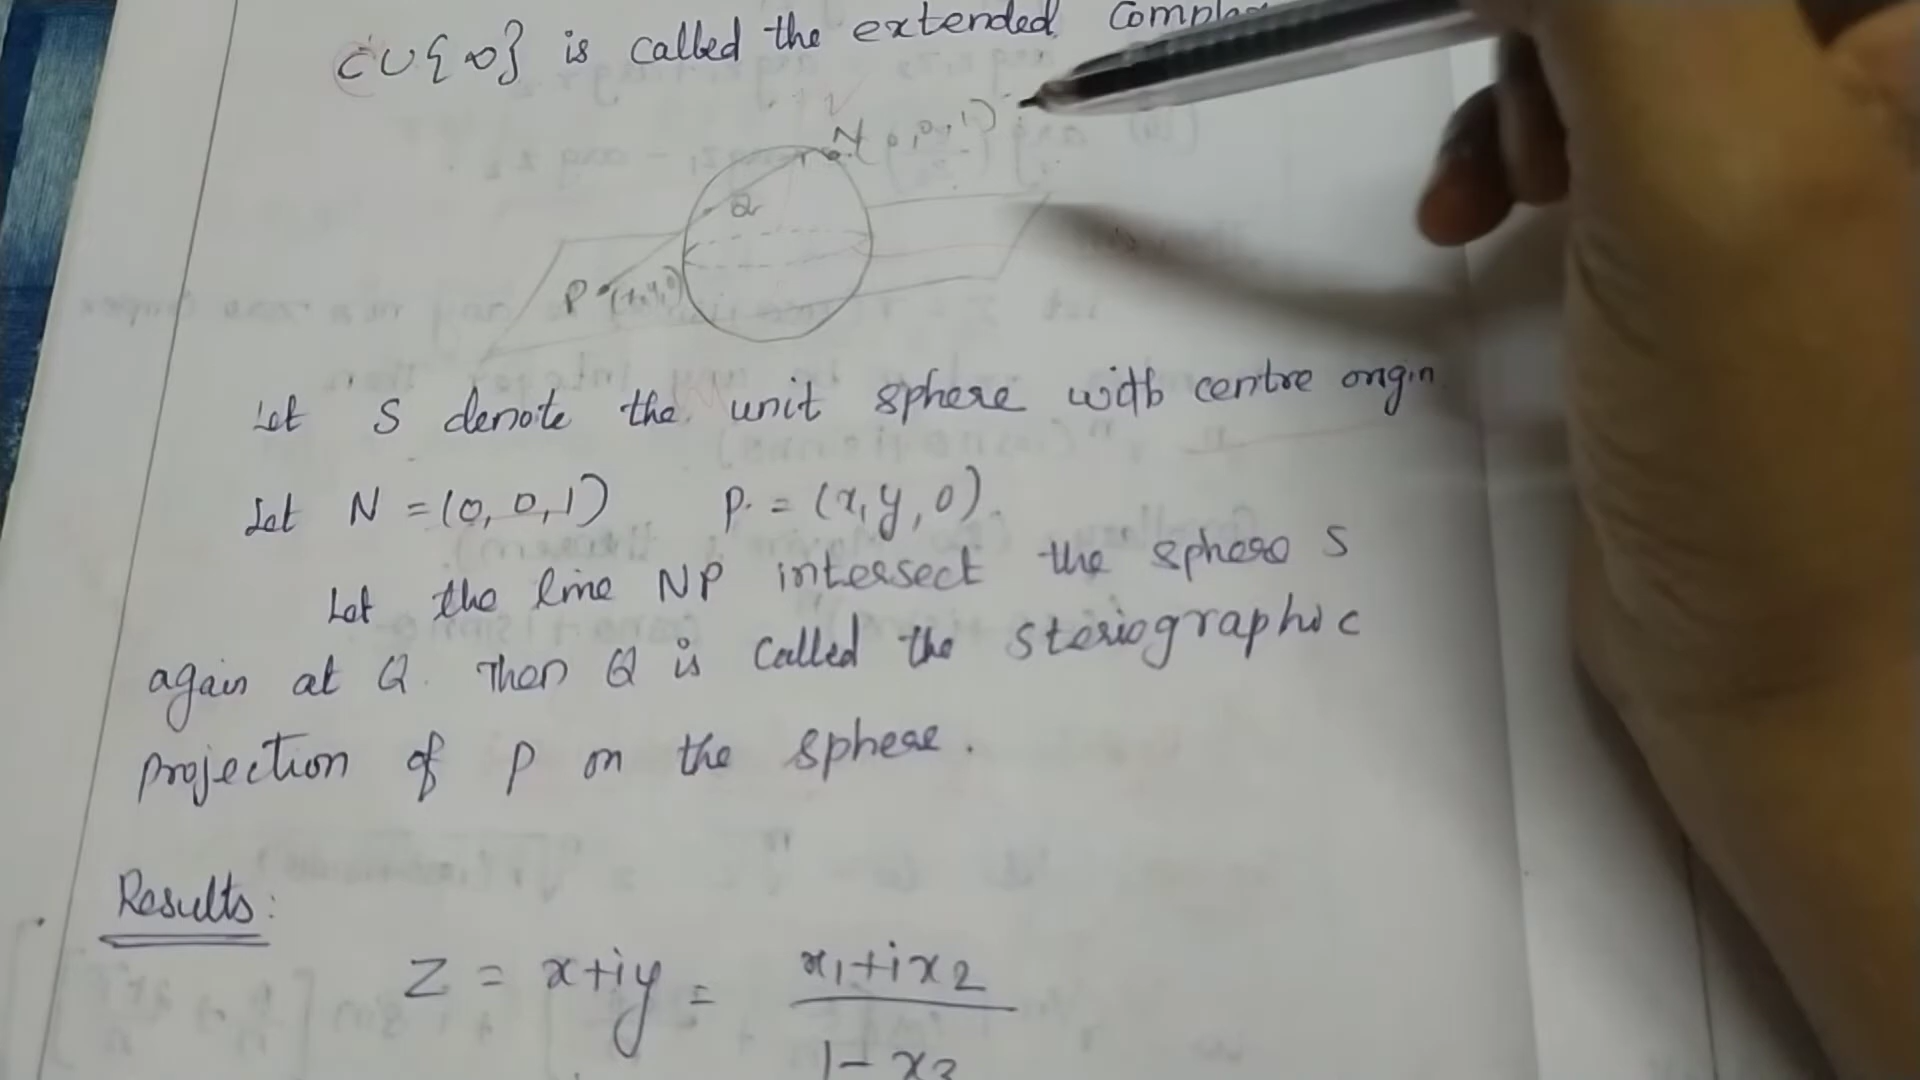 C∪{∞} is called the extended
N(0,0,1)
Q
P(x,y,0)
Let S denote the unit sphere with centre origin
Let N = (0, 0, 1) P = (x, y, 0).
Let the line NP intersect the sphere S
again at Q. Then Q is called the steriographic
projection of P on the sphere.
Results:
Z = x+iy = x1+ix2
1-x3